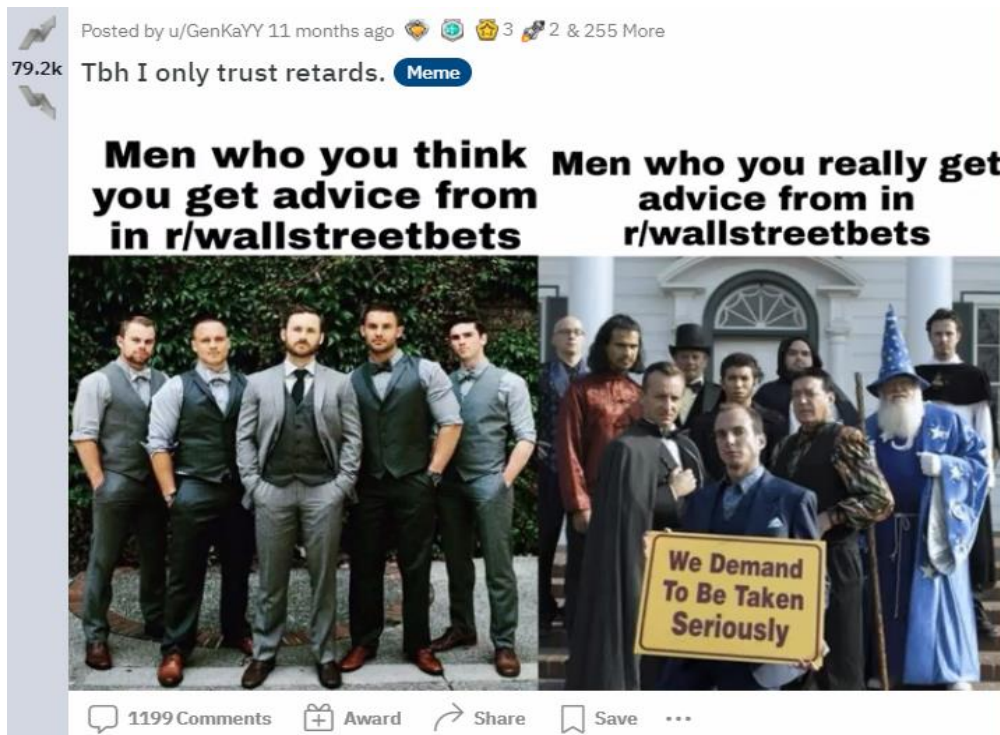 Posted by u/GenKaYY 11 months ago 3 2 & 255 More
79.2k
Tbh I only trust retards. Meme
Men who you think
you get advice from
in r/wallstreetbets
Men who you really get
advice from in
r/wallstreetbets
We Demand
To Be Taken
Seriously
1199 Comments Award Share Save